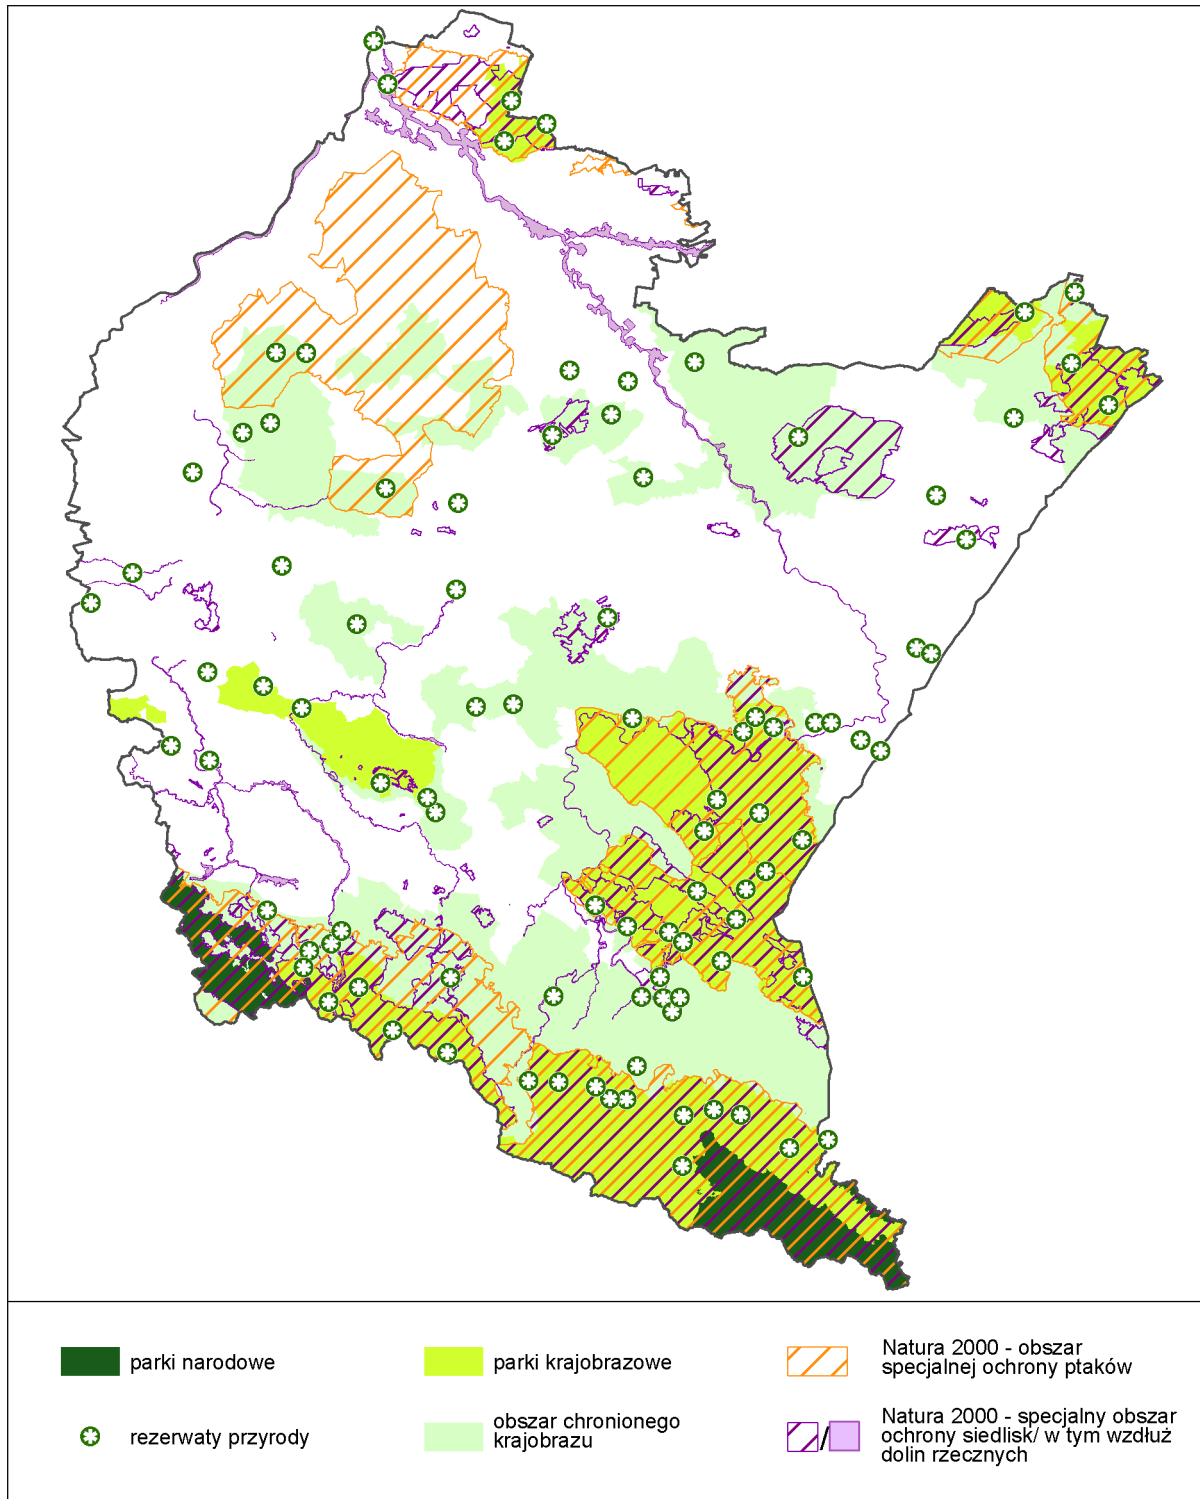 parki narodowe
parki krajobrazowe
Natura 2000 - obszar
specjalnej ochrony ptaków
rezerwaty przyrody
obszar chronionego
krajobrazu
Natura 2000 - specjalny obszar
ochrony siedlisk/ w tym wzdłuż
dolin rzecznych